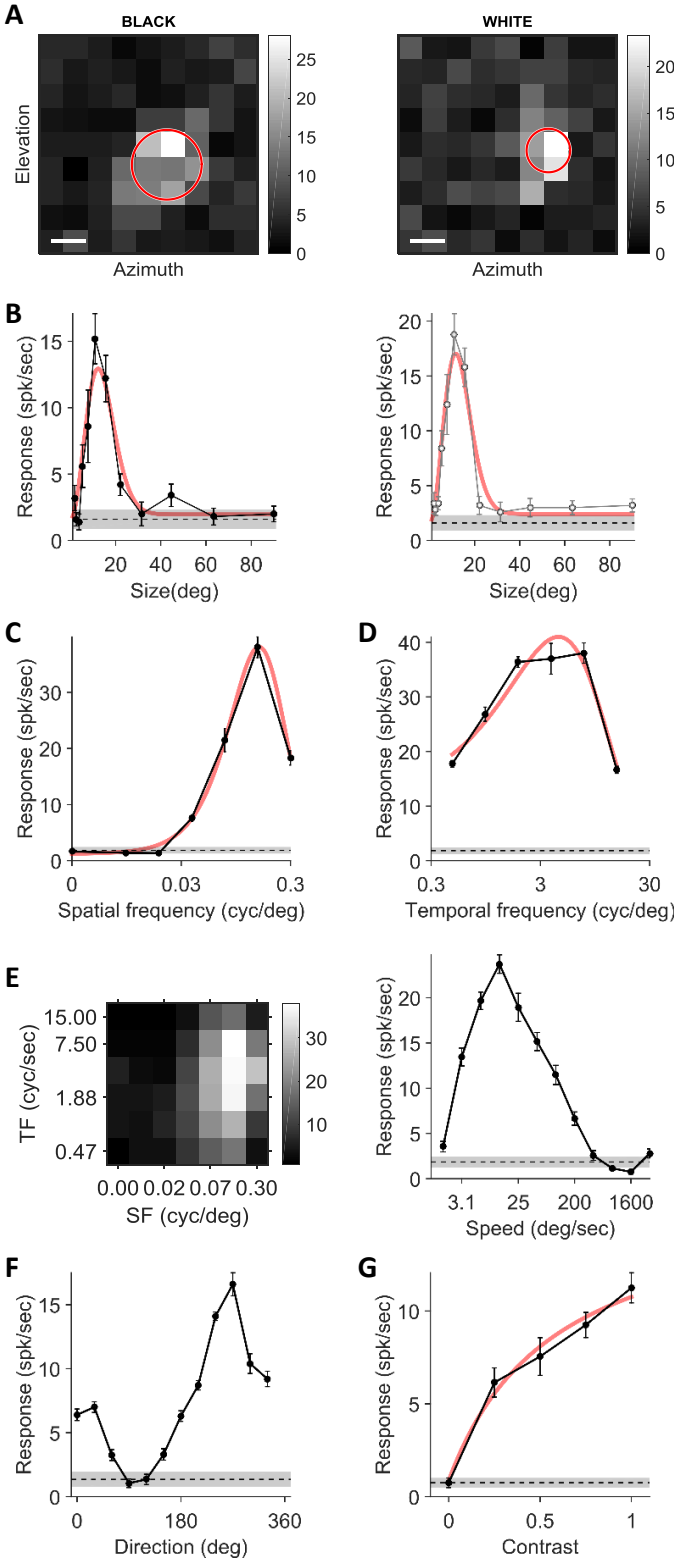 A
BLACK
WHITE
Elevation
25
20
15
10
5
0
20
15
10
5
0
Azimuth
Azimuth
B
Response (spk/sec)
15
10
5
0
20 40 60 80
Size(deg)
Response (spk/sec)
20
15
10
5
0
20 40 60 80
Size(deg)
C
Response (spk/sec)
30
20
10
0
0 0.03 0.3
Spatial frequency (cyc/deg)
D
Response (spk/sec)
40
30
20
10
0
0.3 3 30
Temporal frequency (cyc/deg)
E
TF (cyc/sec)
15.00
7.50
1.88
0.47
0.00 0.02 0.07 0.30
SF (cyc/deg)
30
20
10
Response (spk/sec)
20
15
10
5
0
3.1 25 200 1600
Speed (deg/sec)
F
Response (spk/sec)
15
10
5
0
0 180 360
Direction (deg)
G
Response (spk/sec)
10
5
0
0 0.5 1
Contrast